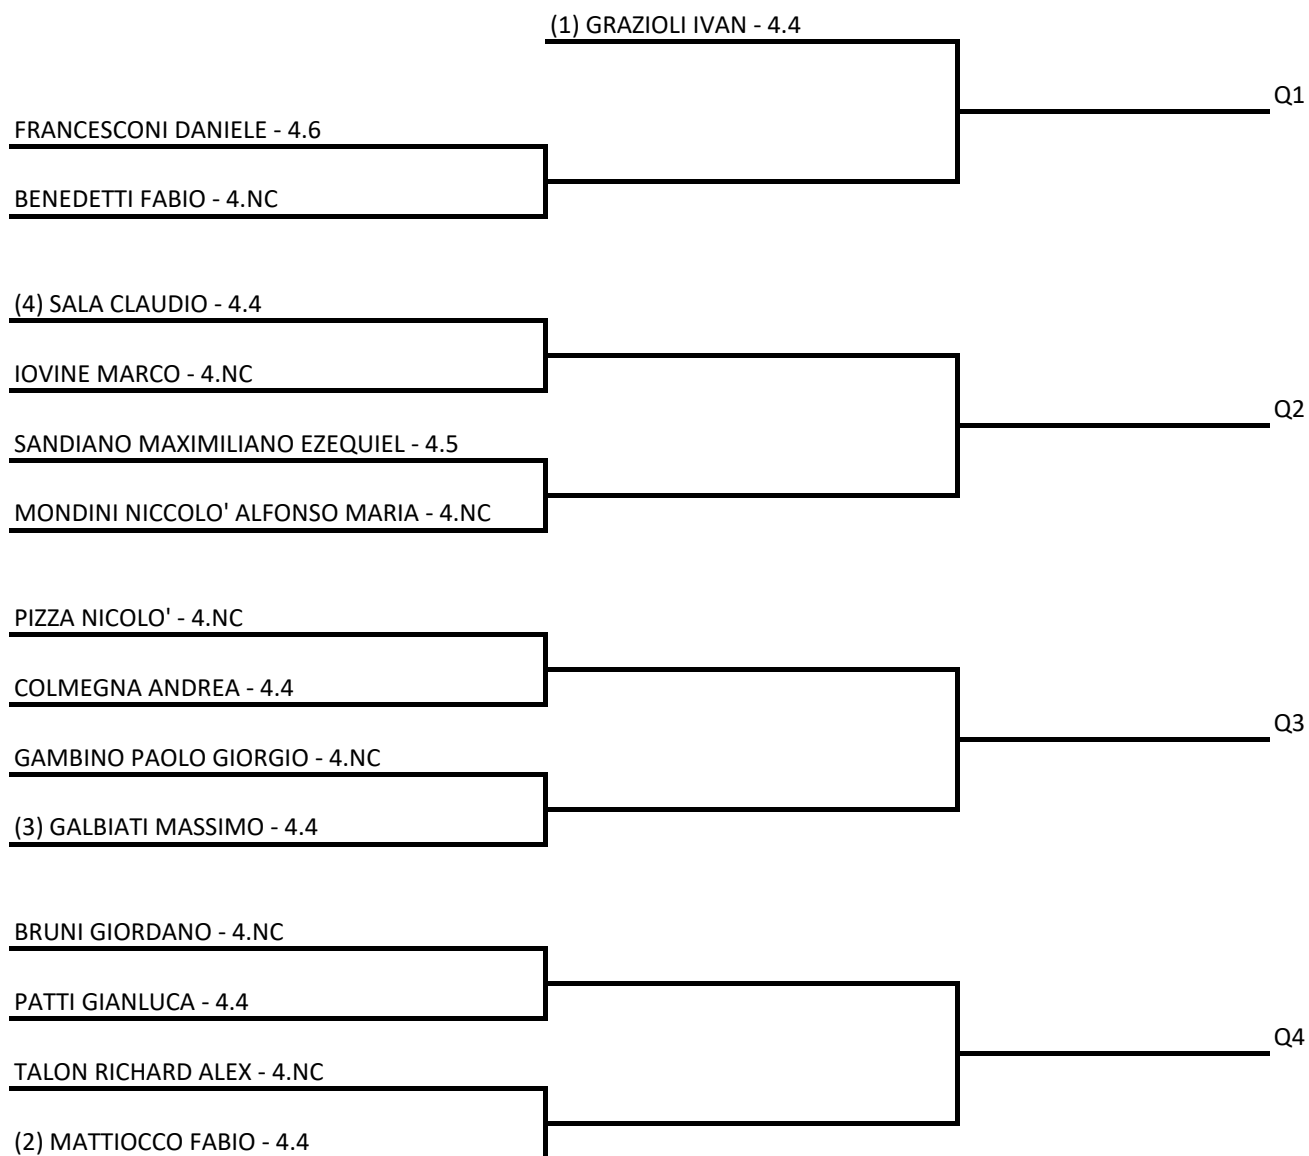 (1) GRAZIOLI IVAN - 4.4
Q1
FRANCESCONI DANIELE - 4.6
BENEDETTI FABIO - 4.NC
(4) SALA CLAUDIO - 4.4
IOVINE MARCO - 4.NC
Q2
SANDIANO MAXIMILIANO EZEQUIEL - 4.5
MONDINI NICCOLO' ALFONSO MARIA - 4.NC
PIZZA NICOLO' - 4.NC
COLMEGNA ANDREA - 4.4
Q3
GAMBINO PAOLO GIORGIO - 4.NC
(3) GALBIATI MASSIMO - 4.4
BRUNI GIORDANO - 4.NC
PATTI GIANLUCA - 4.4
Q4
TALON RICHARD ALEX - 4.NC
(2) MATTIOCCO FABIO - 4.4